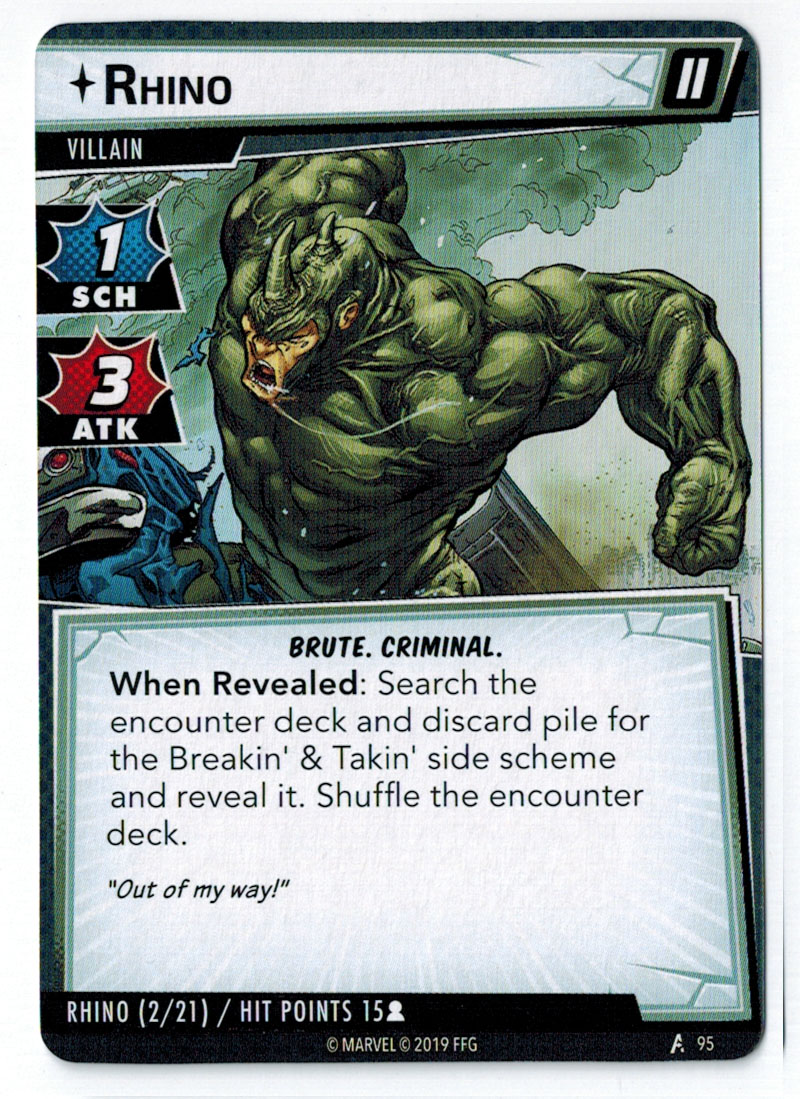 Rhino
II
VILLAIN
1
SCH
3
ATK
BRUTE. CRIMINAL.
When Revealed: Search the
encounter deck and discard pile for
the Breakin' & Takin' side scheme
and reveal it. Shuffle the encounter
deck.
"Out of my way!"
RHINO (2/21) / HIT POINTS 15
© MARVEL © 2019 FFG
95